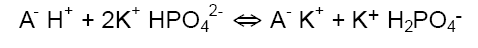 A⁻ H⁺ + 2K⁺ HPO₄²⁻ ⇔ A⁻ K⁺ + K⁺ H₂PO₄⁻